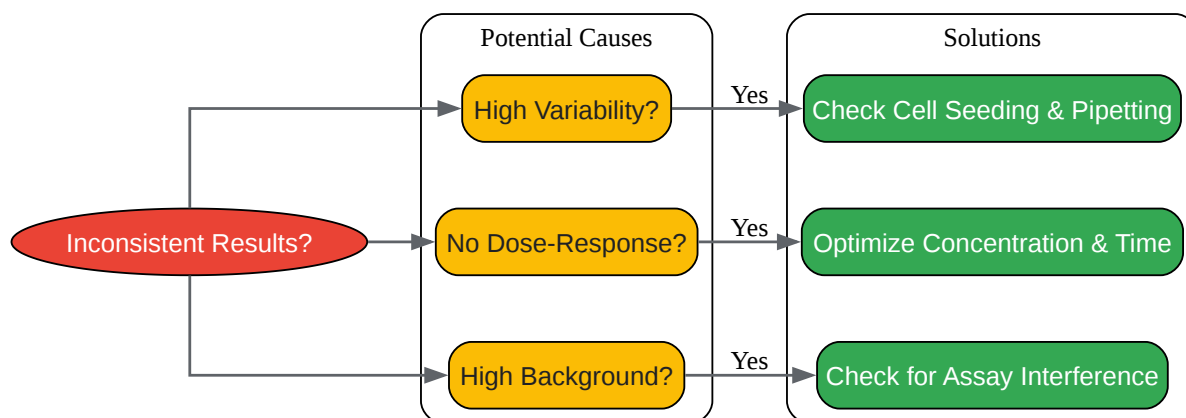 Potential Causes
Solutions
High Variability?
Yes
Check Cell Seeding & Pipetting
Inconsistent Results?
No Dose-Response?
Yes
Optimize Concentration & Time
High Background?
Yes
Check for Assay Interference